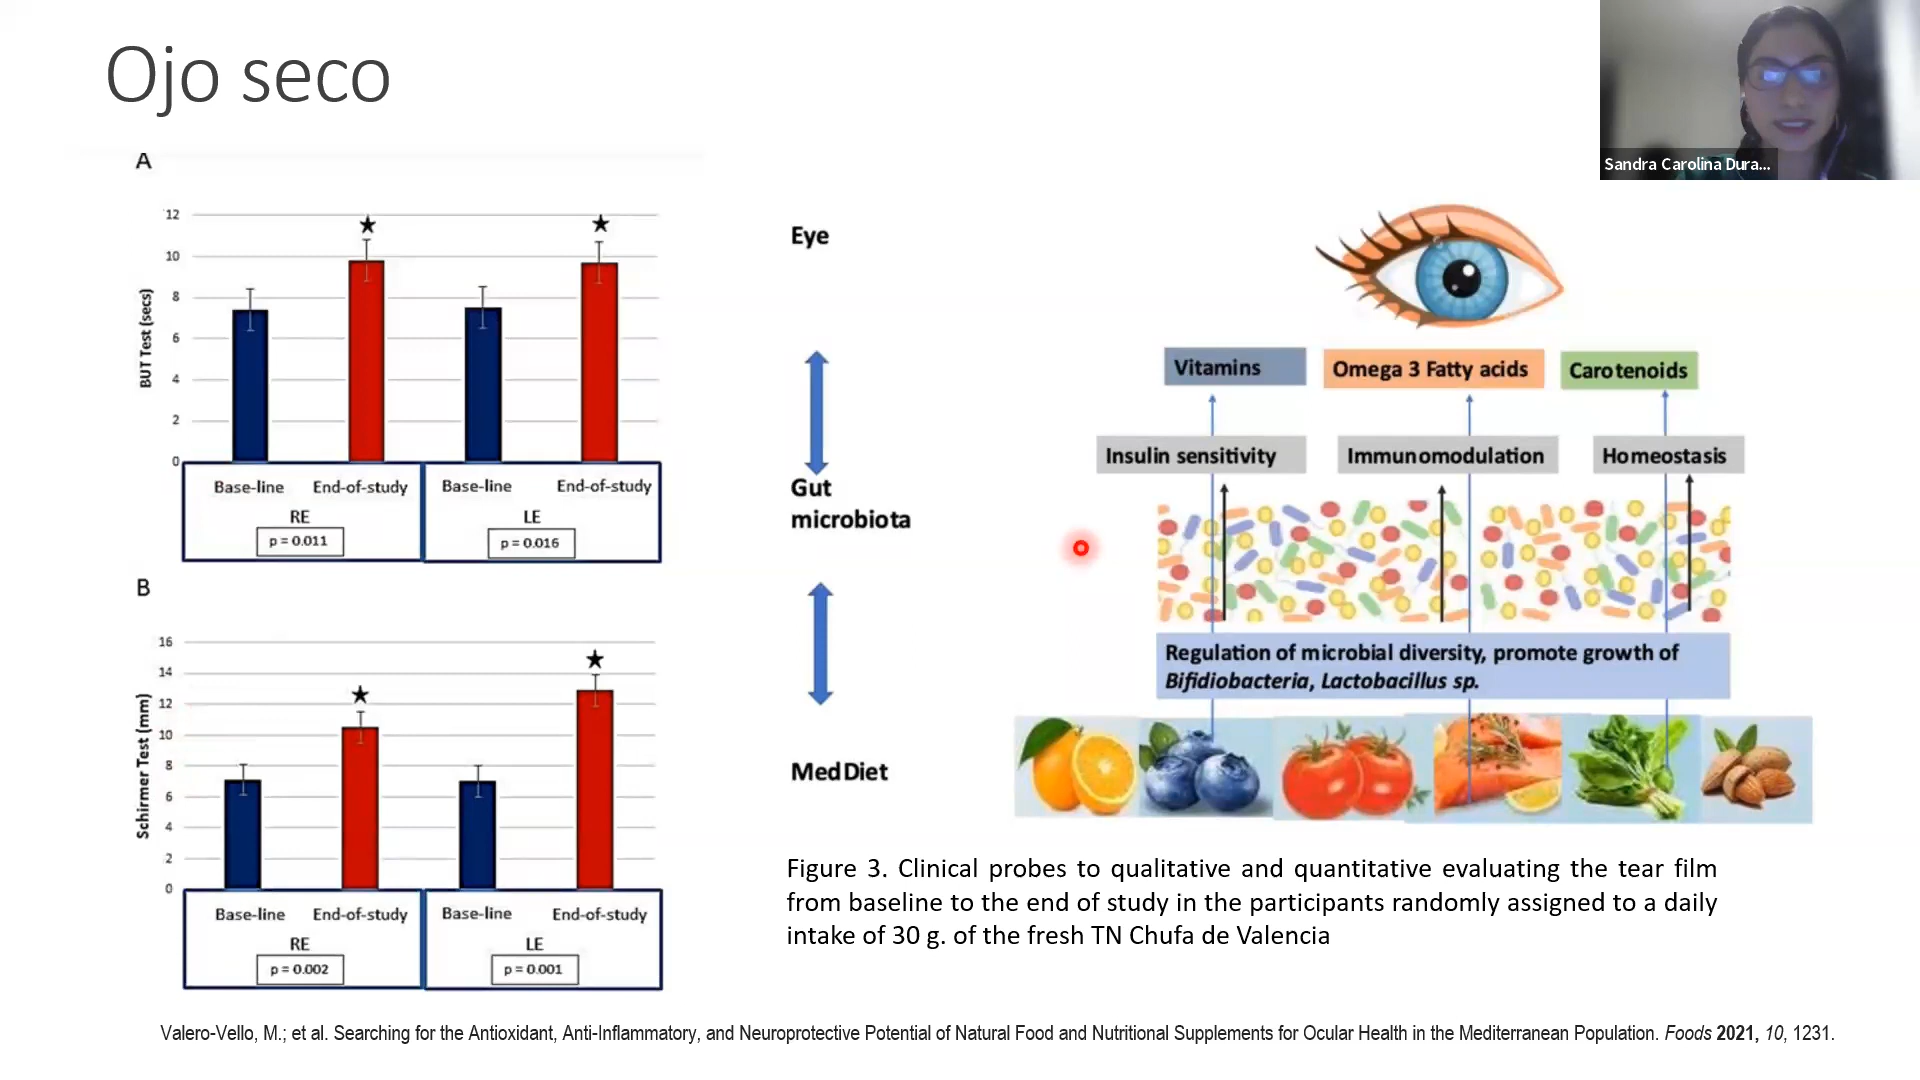 Ojo seco
Sandra Carolina Dura...
A
BUT Test (secs)
12
10
8
6
4
2
0
Base-line
End-of-study
Base-line
End-of-study
RE
LE
p = 0.011
p = 0.016
B
Schirmer Test (mm)
16
14
12
10
8
6
4
2
0
Base-line
End-of-study
Base-line
End-of-study
RE
LE
p = 0.002
p = 0.001
Eye
Gut
microbiota
MedDiet
Vitamins
Omega 3 Fatty acids
Carotenoids
Insulin sensitivity
Immunomodulation
Homeostasis
Regulation of microbial diversity, promote growth of
Bifidiobacteria, Lactobacillus sp.
Figure 3. Clinical probes to qualitative and quantitative evaluating the tear film
from baseline to the end of study in the participants randomly assigned to a daily
intake of 30 g. of the fresh TN Chufa de Valencia
Valero-Vello, M.; et al. Searching for the Antioxidant, Anti-Inflammatory, and Neuroprotective Potential of Natural Food and Nutritional Supplements for Ocular Health in the Mediterranean Population. Foods 2021, 10, 1231.